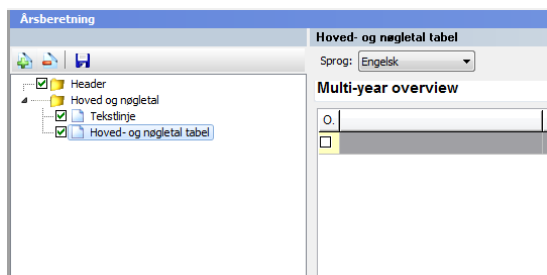 Årsberetning
Hoved- og nøgletal tabel
Sprog: Engelsk
Header
Hoved og nøgletal
Tekstlinje
Hoved- og nøgletal tabel
Multi-year overview
O.